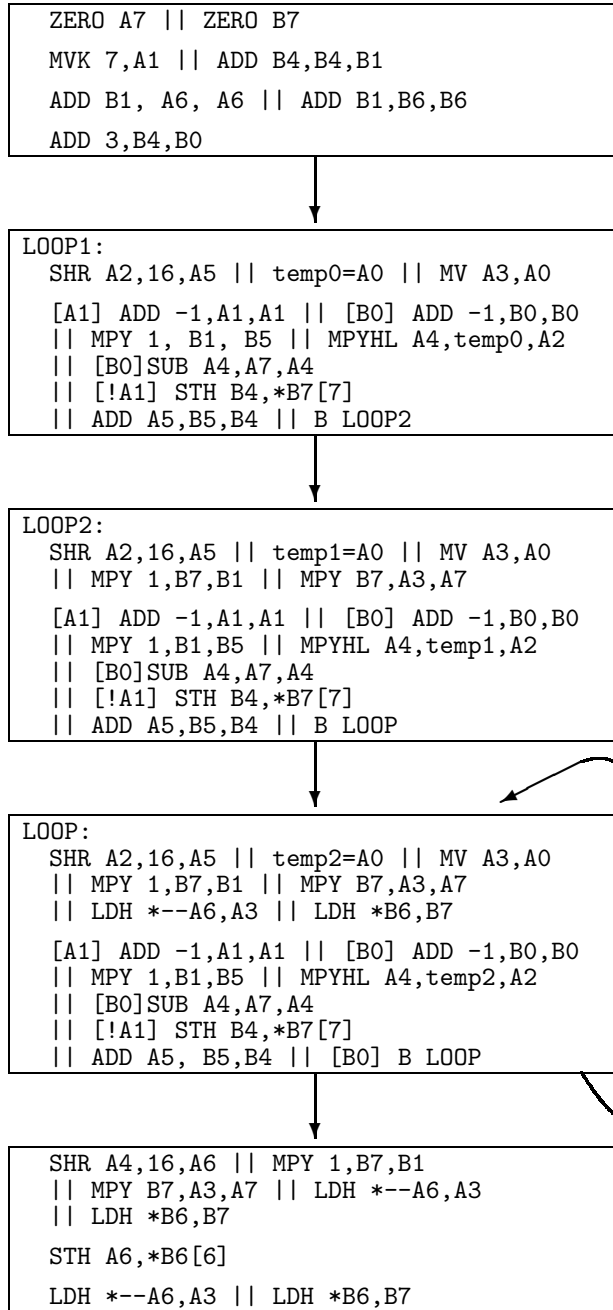 ZERO A7 || ZERO B7
MVK 7,A1 || ADD B4,B4,B1
ADD B1, A6, A6 || ADD B1,B6,B6
ADD 3,B4,B0
LOOP1:
SHR A2,16,A5 || temp0=A0 || MV A3,A0
[A1] ADD -1,A1,A1 || [B0] ADD -1,B0,B0
|| MPY 1, B1, B5 || MPYHL A4,temp0,A2
|| [B0]SUB A4,A7,A4
|| [!A1] STH B4,*B7[7]
|| ADD A5,B5,B4 || B LOOP2
LOOP2:
SHR A2,16,A5 || temp1=A0 || MV A3,A0
|| MPY 1,B7,B1 || MPY B7,A3,A7
[A1] ADD -1,A1,A1 || [B0] ADD -1,B0,B0
|| MPY 1,B1,B5 || MPYHL A4,temp1,A2
|| [B0]SUB A4,A7,A4
|| [!A1] STH B4,*B7[7]
|| ADD A5,B5,B4 || B LOOP
LOOP:
SHR A2,16,A5 || temp2=A0 || MV A3,A0
|| MPY 1,B7,B1 || MPY B7,A3,A7
|| LDH *--A6,A3 || LDH *B6,B7
[A1] ADD -1,A1,A1 || [B0] ADD -1,B0,B0
|| MPY 1,B1,B5 || MPYHL A4,temp2,A2
|| [B0]SUB A4,A7,A4
|| [!A1] STH B4,*B7[7]
|| ADD A5, B5,B4 || [B0] B LOOP
SHR A4,16,A6 || MPY 1,B7,B1
|| MPY B7,A3,A7 || LDH *--A6,A3
|| LDH *B6,B7
STH A6,*B6[6]
LDH *--A6,A3 || LDH *B6,B7